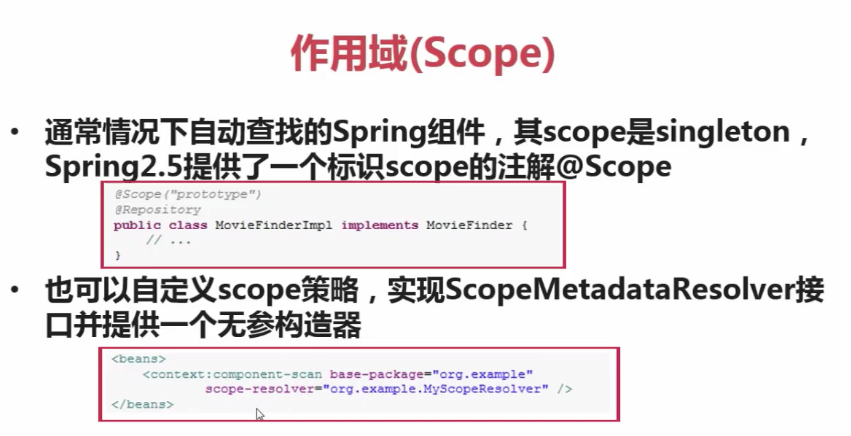 作用域(Scope)
• 通常情况下自动查找的Spring组件，其scope是singleton，
Spring2.5提供了一个标识scope的注解@Scope
@Scope("prototype")
@Repository
public class MovieFinderImpl implements MovieFinder {
// ...
}
• 也可以自定义scope策略，实现ScopeMetadataResolver接
口并提供一个无参构造器
<beans>
<context:component-scan base-package="org.example"
scope-resolver="org.example.MyScopeResolver" />
</beans>